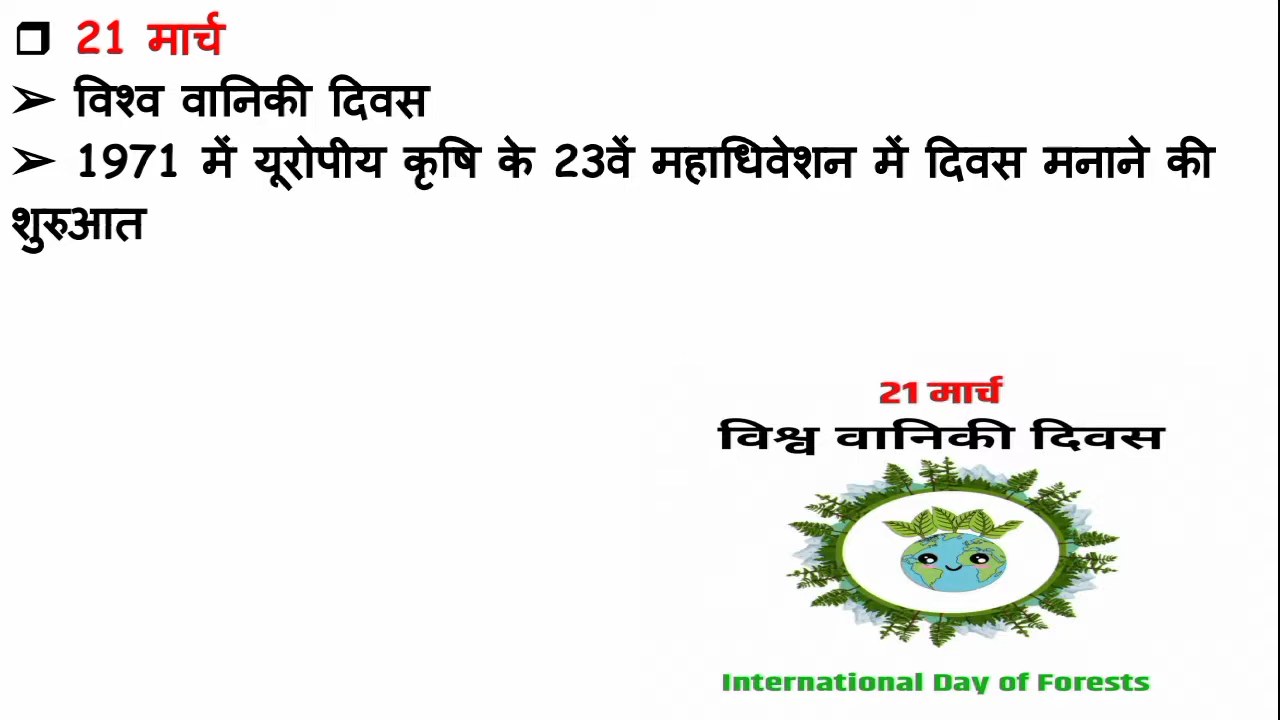 ❒ 21 मार्च
➢ विश्व वानिकी दिवस
➢ 1971 में यूरोपीय कृषि के 23वें महाधिवेशन में दिवस मनाने की
शुरुआत
21 मार्च
विश्व वानिकी दिवस
International Day of Forests